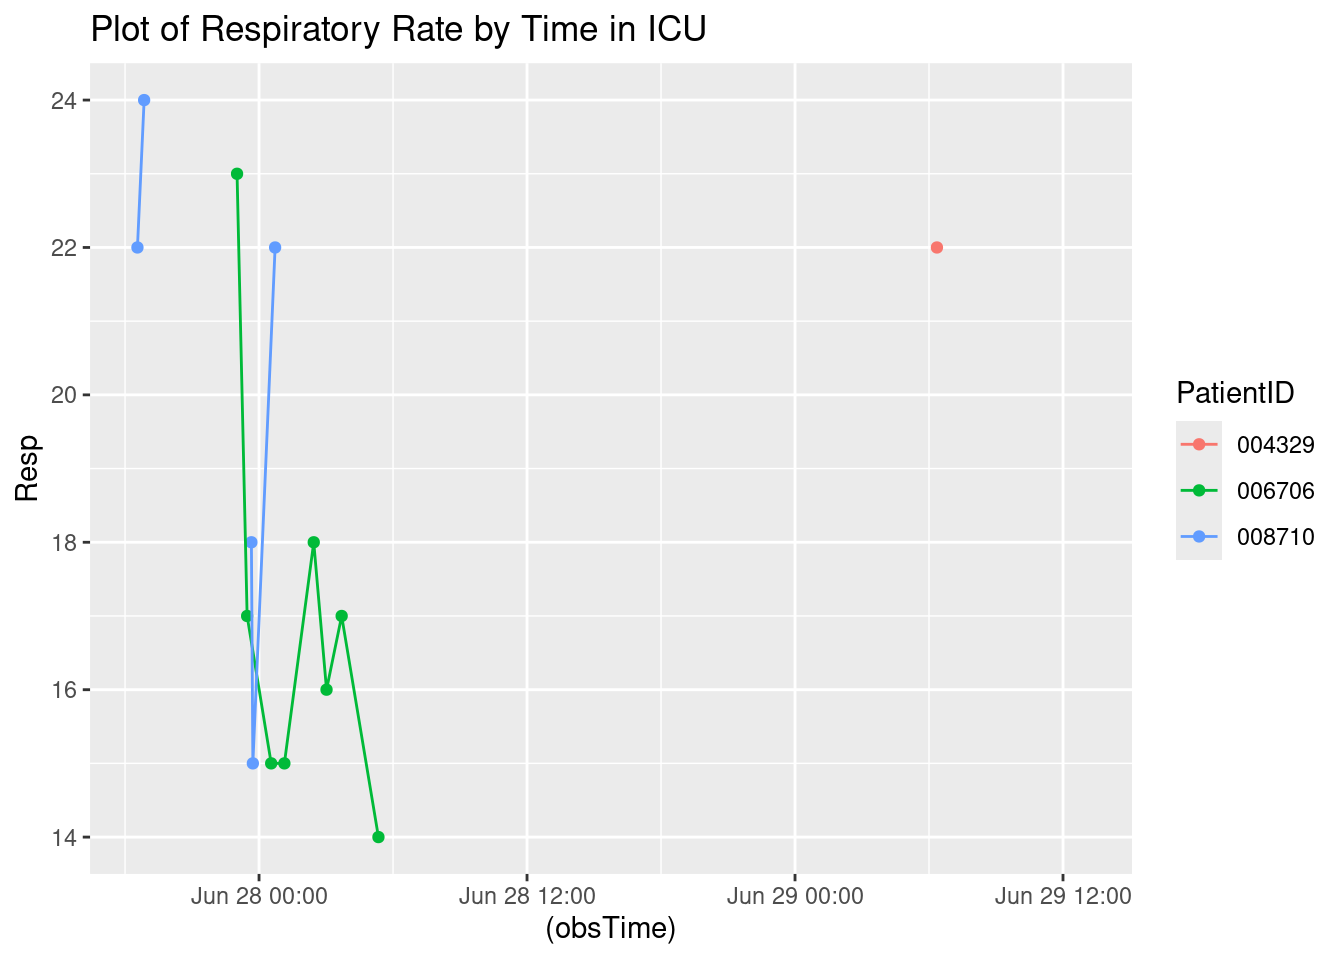 Plot of Respiratory Rate by Time in ICU
24
22
20
18
16
14
Resp
Jun 28 00:00
Jun 28 12:00
Jun 29 00:00
Jun 29 12:00
(obsTime)
PatientID
004329
006706
008710